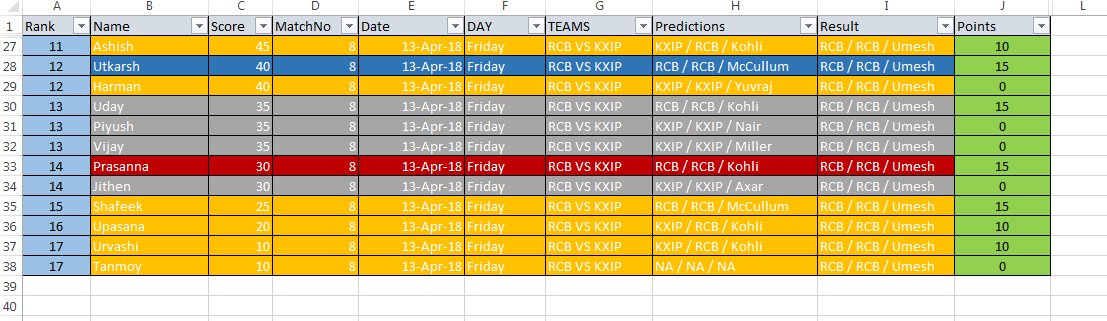 A B C D E F G H I J L
1 Rank Name Score MatchNo Date DAY TEAMS Predictions Result Points
27 11 Ashish 45 8 13-Apr-18 Friday RCB VS KXIP KXIP / RCB / Kohli RCB / RCB / Umesh 10
28 12 Utkarsh 40 8 13-Apr-18 Friday RCB VS KXIP RCB / RCB / McCullum RCB / RCB / Umesh 15
29 12 Harman 40 8 13-Apr-18 Friday RCB VS KXIP KXIP / KXIP / Yuvraj RCB / RCB / Umesh 0
30 13 Uday 35 8 13-Apr-18 Friday RCB VS KXIP RCB / RCB / Kohli RCB / RCB / Umesh 15
31 13 Piyush 35 8 13-Apr-18 Friday RCB VS KXIP KXIP / KXIP / Nair RCB / RCB / Umesh 0
32 13 Vijay 35 8 13-Apr-18 Friday RCB VS KXIP KXIP / KXIP / Miller RCB / RCB / Umesh 0
33 14 Prasanna 30 8 13-Apr-18 Friday RCB VS KXIP RCB / RCB / Kohli RCB / RCB / Umesh 15
34 14 Jithen 30 8 13-Apr-18 Friday RCB VS KXIP KXIP / KXIP / Axar RCB / RCB / Umesh 0
35 15 Shafeek 25 8 13-Apr-18 Friday RCB VS KXIP RCB / RCB / McCullum RCB / RCB / Umesh 15
36 16 Upasana 20 8 13-Apr-18 Friday RCB VS KXIP KXIP / RCB / Kohli RCB / RCB / Umesh 10
37 17 Urvashi 10 8 13-Apr-18 Friday RCB VS KXIP KXIP / RCB / Kohli RCB / RCB / Umesh 10
38 17 Tanmoy 10 8 13-Apr-18 Friday RCB VS KXIP NA / NA / NA RCB / RCB / Umesh 0
39
40